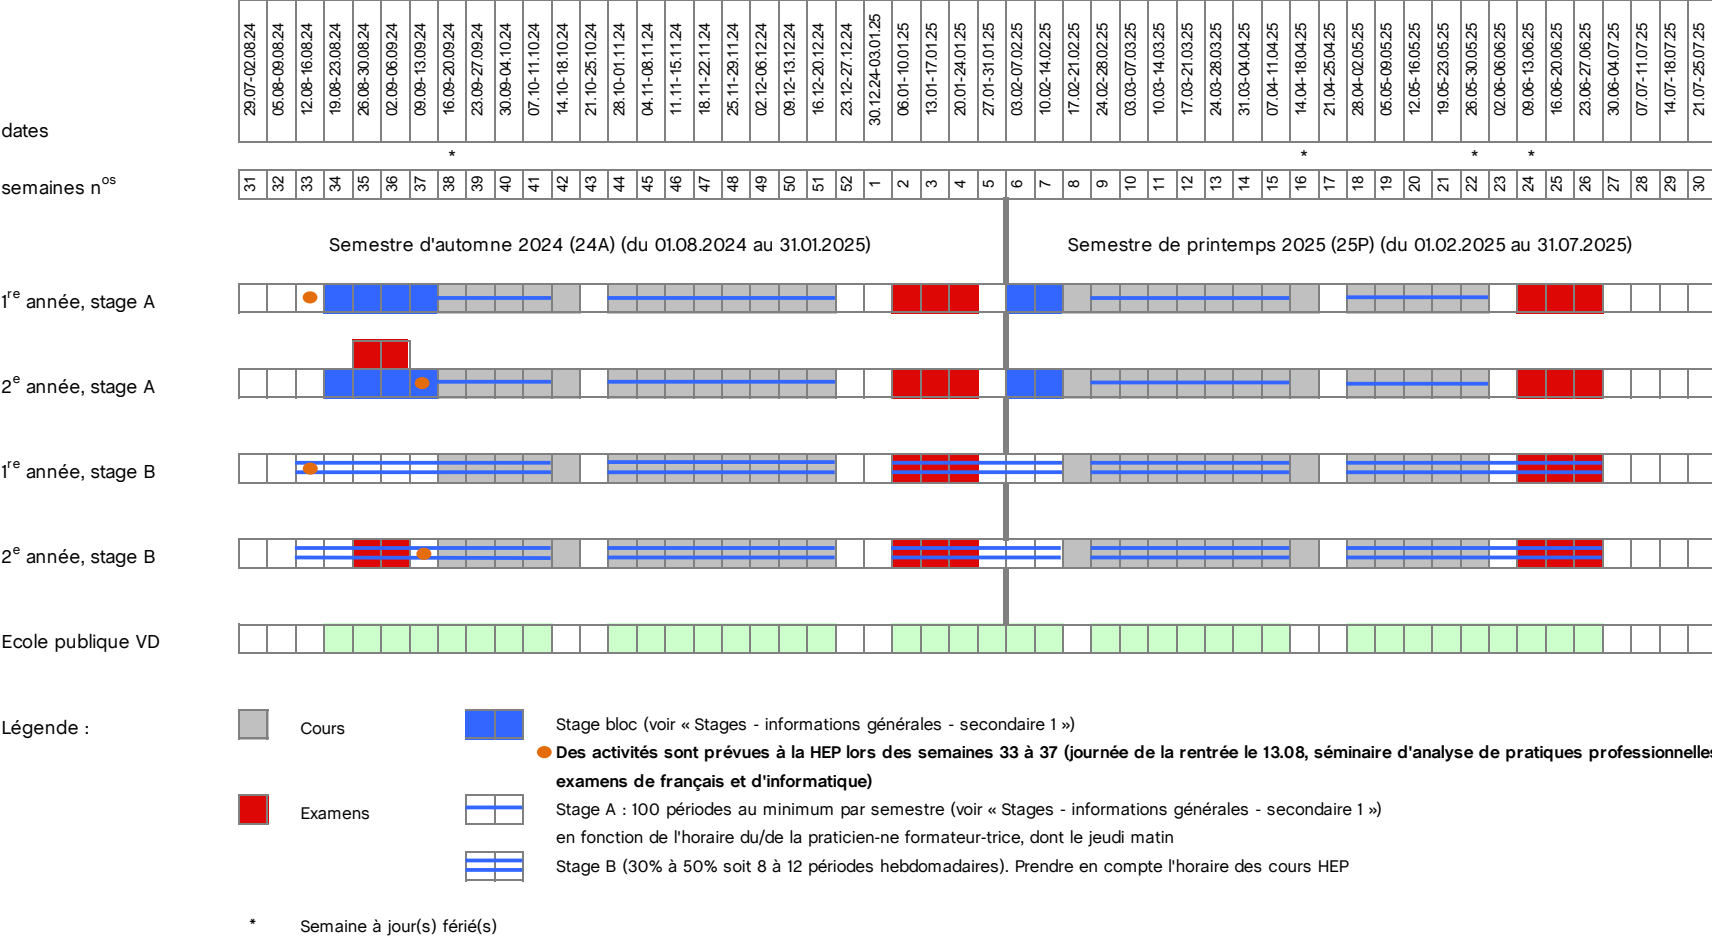 dates
29.07-02.08.24 05.08-09.08.24 12.08-16.08.24 19.08-23.08.24 26.08-30.08.24 02.09-06.09.24 09.09-13.09.24 16.09-20.09.24 23.09-27.09.24 30.09-04.10.24 07.10-11.10.24 14.10-18.10.24 21.10-25.10.24 28.10-01.11.24 04.11-08.11.24 11.11-15.11.24 18.11-22.11.24 25.11-29.11.24 02.12-06.12.24 09.12-13.12.24 16.12-20.12.24 23.12-27.12.24 30.12.24-03.01.25 06.01-10.01.25 13.01-17.01.25 20.01-24.01.25 27.01-31.01.25 03.02-07.02.25 10.02-14.02.25 17.02-21.02.25 24.02-28.02.25 03.03-07.03.25 10.03-14.03.25 17.03-21.03.25 24.03-28.03.25 31.03-04.04.25 07.04-11.04.25 14.04-18.04.25 21.04-25.04.25 28.04-02.05.25 05.05-09.05.25 12.05-16.05.25 19.05-23.05.25 26.05-30.05.25 02.06-06.06.25 09.06-13.06.25 16.06-20.06.25 23.06-27.06.25 30.06-04.07.25 07.07-11.07.25 14.07-18.07.25 21.07-25.07.25
* * * *
semaines nos 31 32 33 34 35 36 37 38 39 40 41 42 43 44 45 46 47 48 49 50 51 52 1 2 3 4 5 6 7 8 9 10 11 12 13 14 15 16 17 18 19 20 21 22 23 24 25 26 27 28 29 30
Semestre d'automne 2024 (24A) (du 01.08.2024 au 31.01.2025) Semestre de printemps 2025 (25P) (du 01.02.2025 au 31.07.2025)
1re année, stage A
2e année, stage A
1re année, stage B
2e année, stage B
Ecole publique VD
Légende : Cours Stage bloc (voir « Stages - informations générales - secondaire 1 »)
Des activités sont prévues à la HEP lors des semaines 33 à 37 (journée de la rentrée le 13.08, séminaire d'analyse de pratiques professionnelles
examens de français et d'informatique)
Examens Stage A : 100 périodes au minimum par semestre (voir « Stages - informations générales - secondaire 1 »)
en fonction de l'horaire du/de la praticien-ne formateur-trice, dont le jeudi matin
Stage B (30% à 50% soit 8 à 12 périodes hebdomadaires). Prendre en compte l'horaire des cours HEP
* Semaine à jour(s) férié(s)